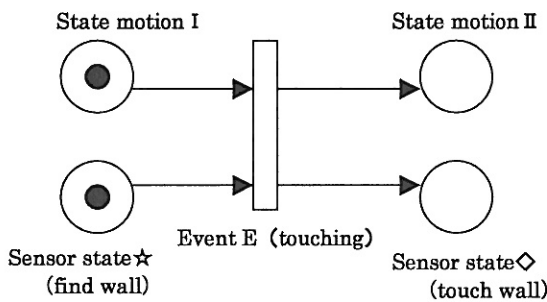 State motion Ⅰ
State motion Ⅱ
Event E (touching)
Sensor state☆
(find wall)
Sensor state◇
(touch wall)